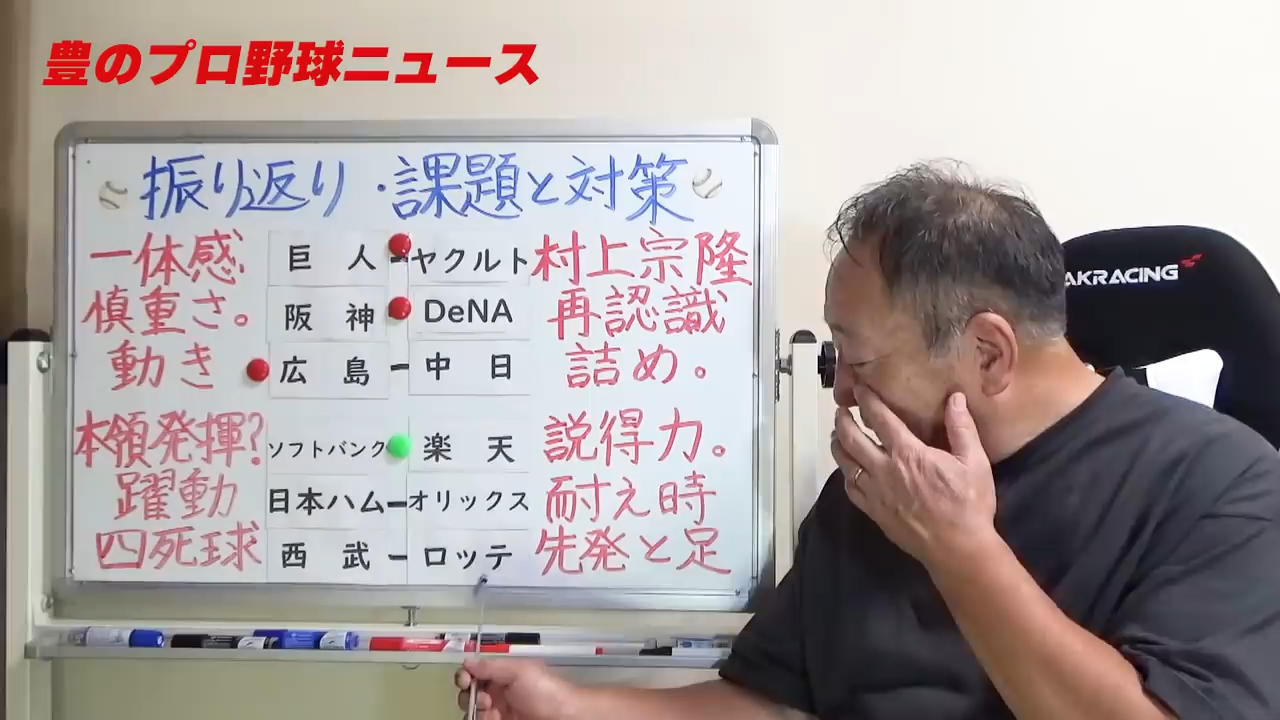 豊のプロ野球ニュース
振り返り・課題と対策
一体感 巨人-ヤクルト 村上宗隆
慎重さ。 阪神 DeNA 再認識
動き 広島-中日 詰め。
本領発揮? ソフトバンク 楽天 説得力。
躍動 日本ハム-オリックス 耐え時
四死球 西武-ロッテ 先発と足
AKRACING